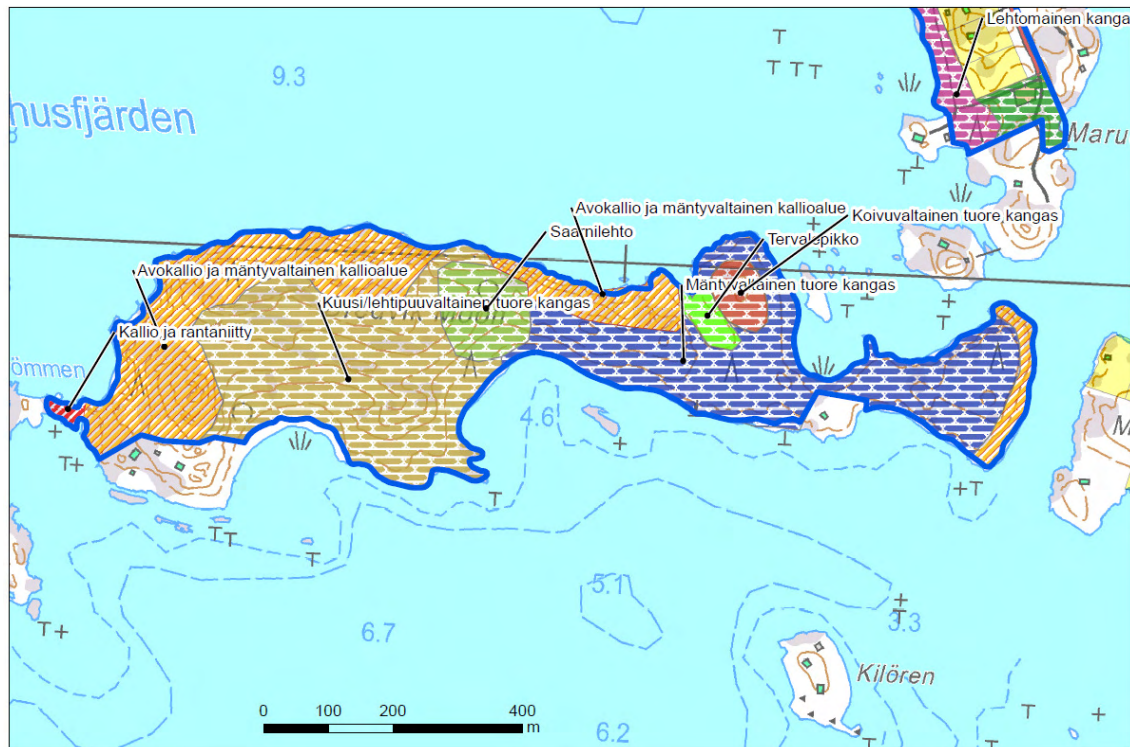 Lehtomainen kanga
9.3
husfjärden
Maru
Avokallio ja mäntyvaltainen kallioalue
Koivuvaltainen tuore kangas
Saarnilehto
Tervalepikko
Avokallio ja mäntyvaltainen kallioalue
Mäntyvaltainen tuore kangas
Kuusi/lehtipuuvaltainen tuore kangas
Kallio ja rantaniitty
ömmen
4.6
M
5.1
3.3
6.7
Kilören
0 100 200 400
m
6.2